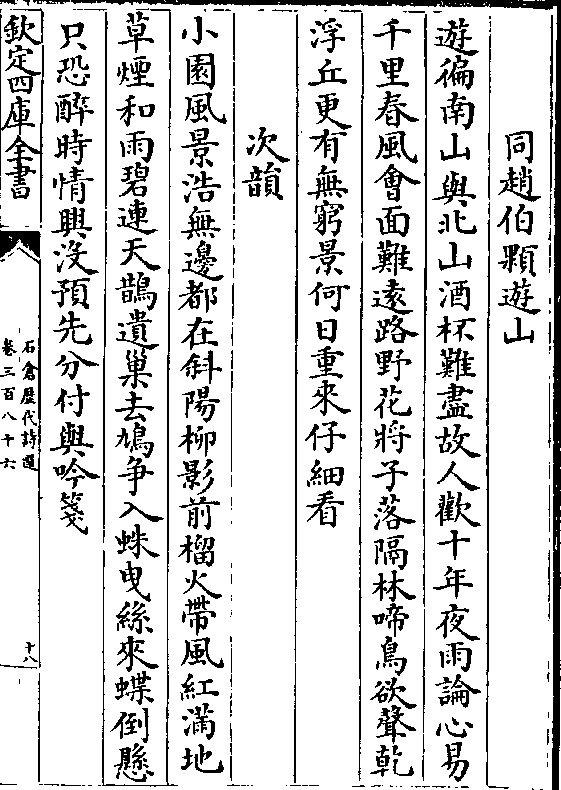 同趙伯顆遊山
遊徧南山與北山酒杯難盡故人歡十年夜雨論心易
千里春風會面難遠路野花將子落隔林啼鳥欲聲乾
浮丘更有無窮景何日重來仔細看
次韻
小園風景浩無邊都在斜陽柳影前榴火帶風紅滿地
草煙和雨碧連天鵲遺巢去鳩争入蛛曳絲來蝶倒懸
只恐醉時情興沒預先分付與吟箋
欽定四庫全書
石倉歴代詩選
卷三百八十六
十八